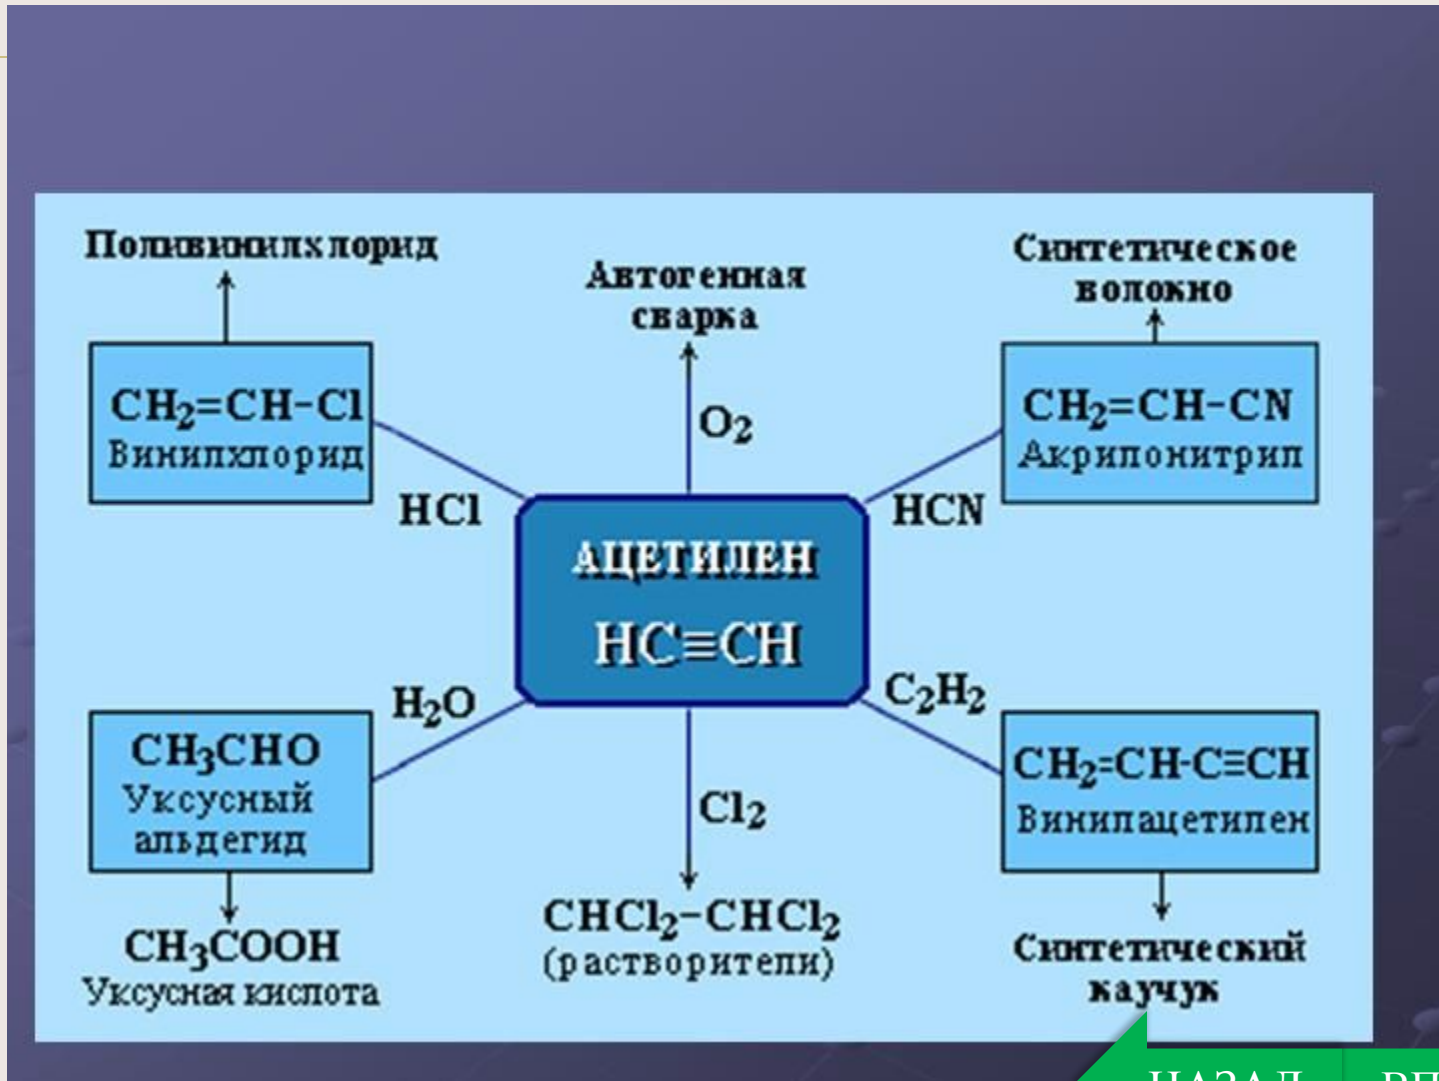 Поливинилхлорид
Автогенная
сварка
Синтетическое
волокно
CH₂=CH-Cl
Винилхлорид
O₂
CH₂=CH-CN
Акрилонитрил
HCl
HCN
АЦЕТИЛЕН
HC≡CH
H₂O
C₂H₂
CH₃CHO
Уксусный
альдегид
Cl₂
CH₂=CH-C≡CH
Винилацетилен
CH₃COOH
Уксусная кислота
CHCl₂-CHCl₂
(растворители)
Синтетический
каучук
НАЗАД